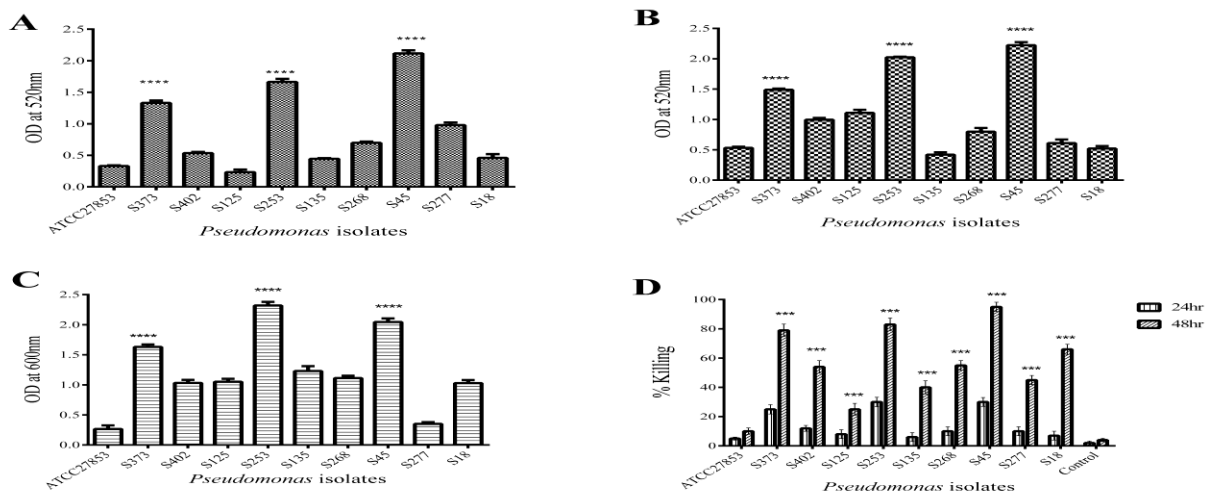 A
OD at 520nm
2.5
2.0
1.5
1.0
0.5
0.0
****
****
****
ATCC27853
S373
S402
S125
S253
S135
S268
S45
S277
S18
Pseudomonas isolates
B
OD at 520nm
2.5
2.0
1.5
1.0
0.5
0.0
****
****
****
ATCC27853
S373
S402
S125
S253
S135
S268
S45
S277
S18
Pseudomonas isolates
C
OD at 600nm
2.5
2.0
1.5
1.0
0.5
0.0
****
****
****
ATCC27853
S373
S402
S125
S253
S135
S268
S45
S277
S18
Pseudomonas isolates
D
% Killing
100
80
60
40
20
0
***
***
***
***
***
***
***
***
***
ATCC27853
S373
S402
S125
S253
S135
S268
S45
S277
S18
Control
Pseudomonas isolates
24hr
48hr